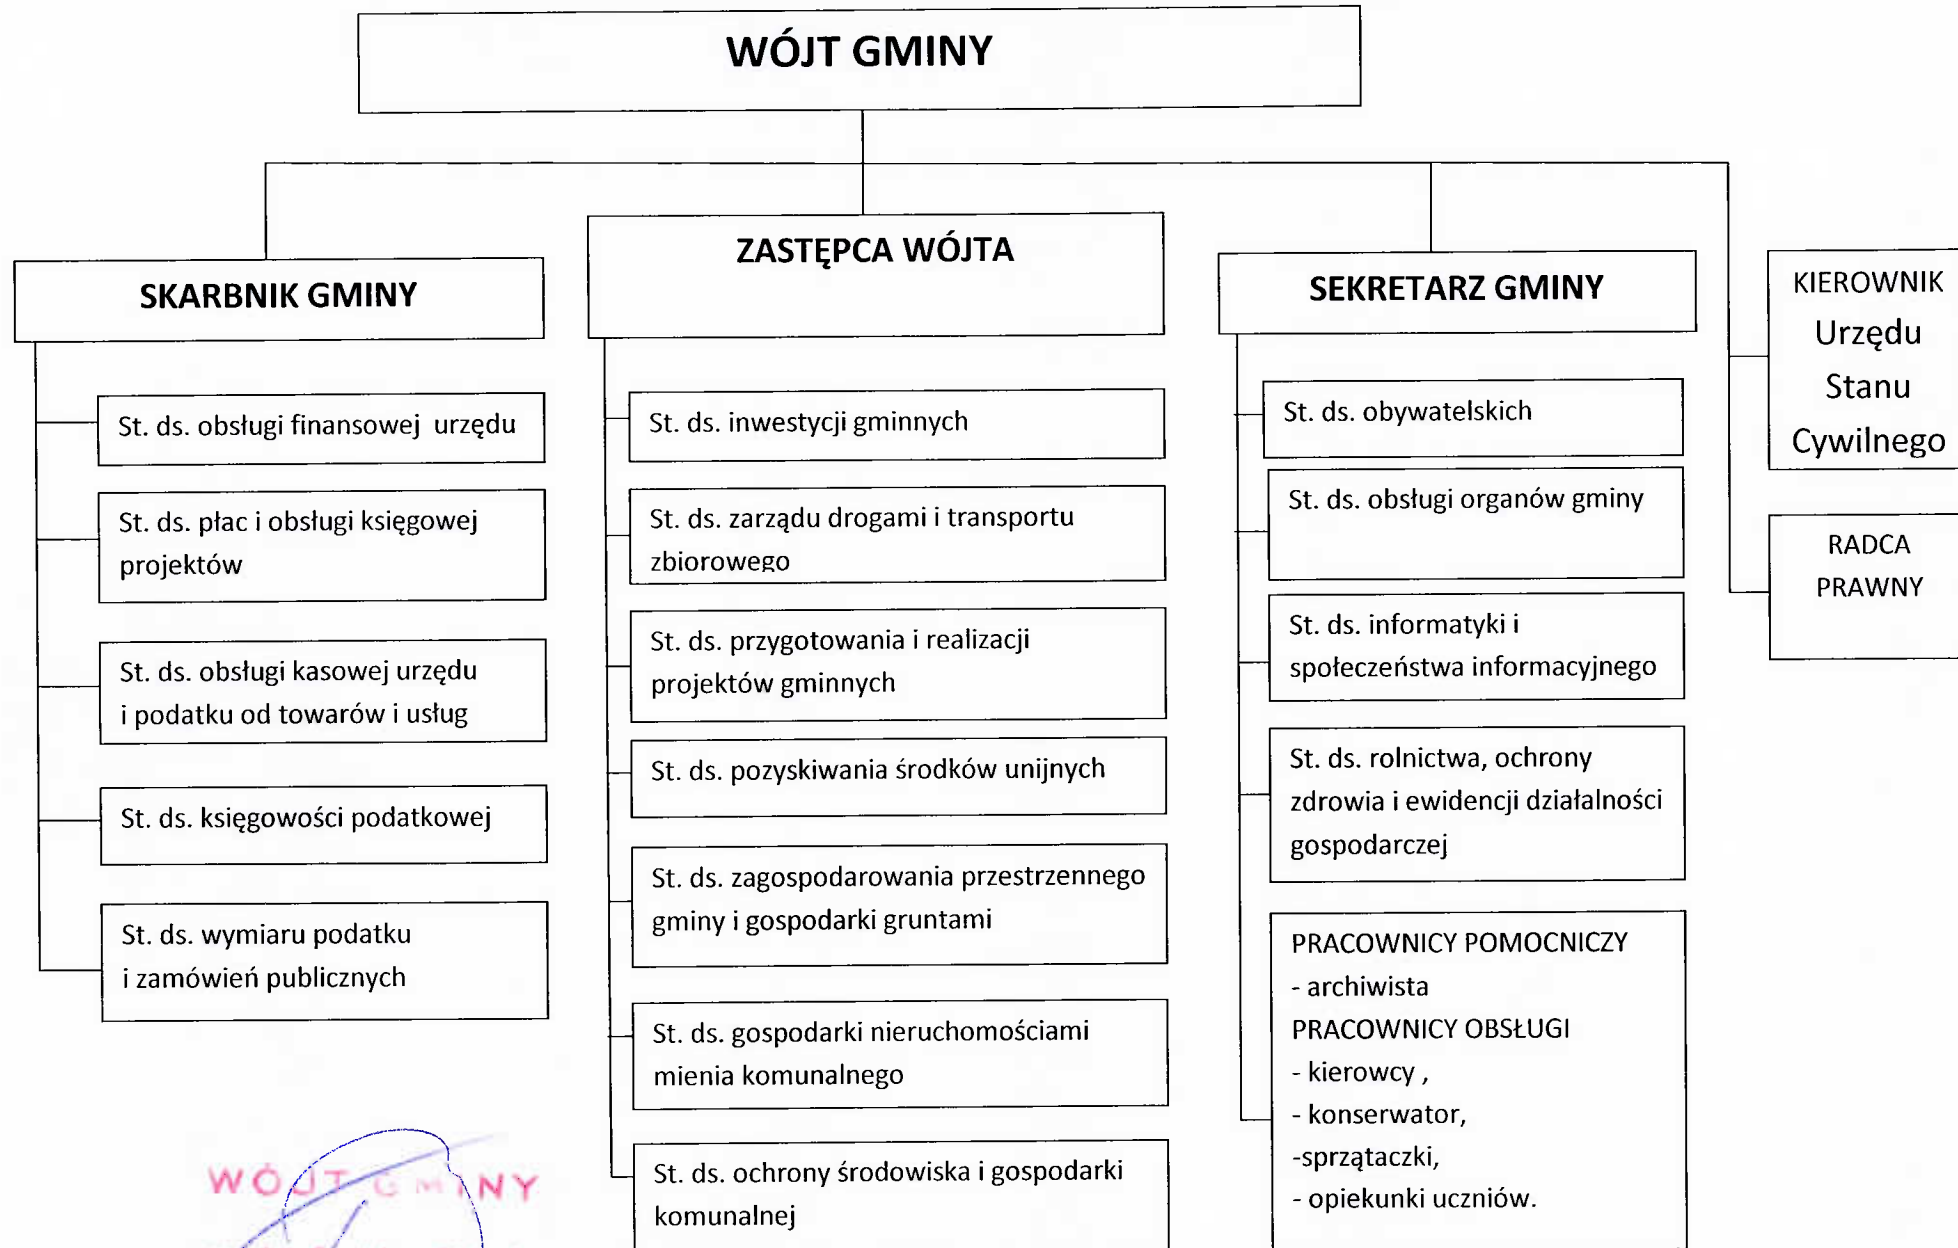 WÓJT GMINY
SKARBNIK GMINY
St. ds. obsługi finansowej urzędu
St. ds. płac i obsługi księgowej
projektów
St. ds. obsługi kasowej urzędu
i podatku od towarów i usług
St. ds. księgowości podatkowej
St. ds. wymiaru podatku
i zamówień publicznych
ZASTĘPCA WÓJTA
St. ds. inwestycji gminnych
St. ds. zarządu drogami i transportu
zbiorowego
St. ds. przygotowania i realizacji
projektów gminnych
St. ds. pozyskiwania środków unijnych
St. ds. zagospodarowania przestrzennego
gminy i gospodarki gruntami
St. ds. gospodarki nieruchomościami
mienia komunalnego
St. ds. ochrony środowiska i gospodarki
komunalnej
SEKRETARZ GMINY
St. ds. obywatelskich
St. ds. obsługi organów gminy
St. ds. informatyki i
społeczeństwa informacyjnego
St. ds. rolnictwa, ochrony
zdrowia i ewidencji działalności
gospodarczej
PRACOWNICY POMOCNICZY
- archiwista
PRACOWNICY OBSŁUGI
- kierowcy ,
- konserwator,
-sprzątaczki,
- opiekunki uczniów.
KIEROWNIK
Urzędu
Stanu
Cywilnego
RADCA
PRAWNY
WÓJT GMINY